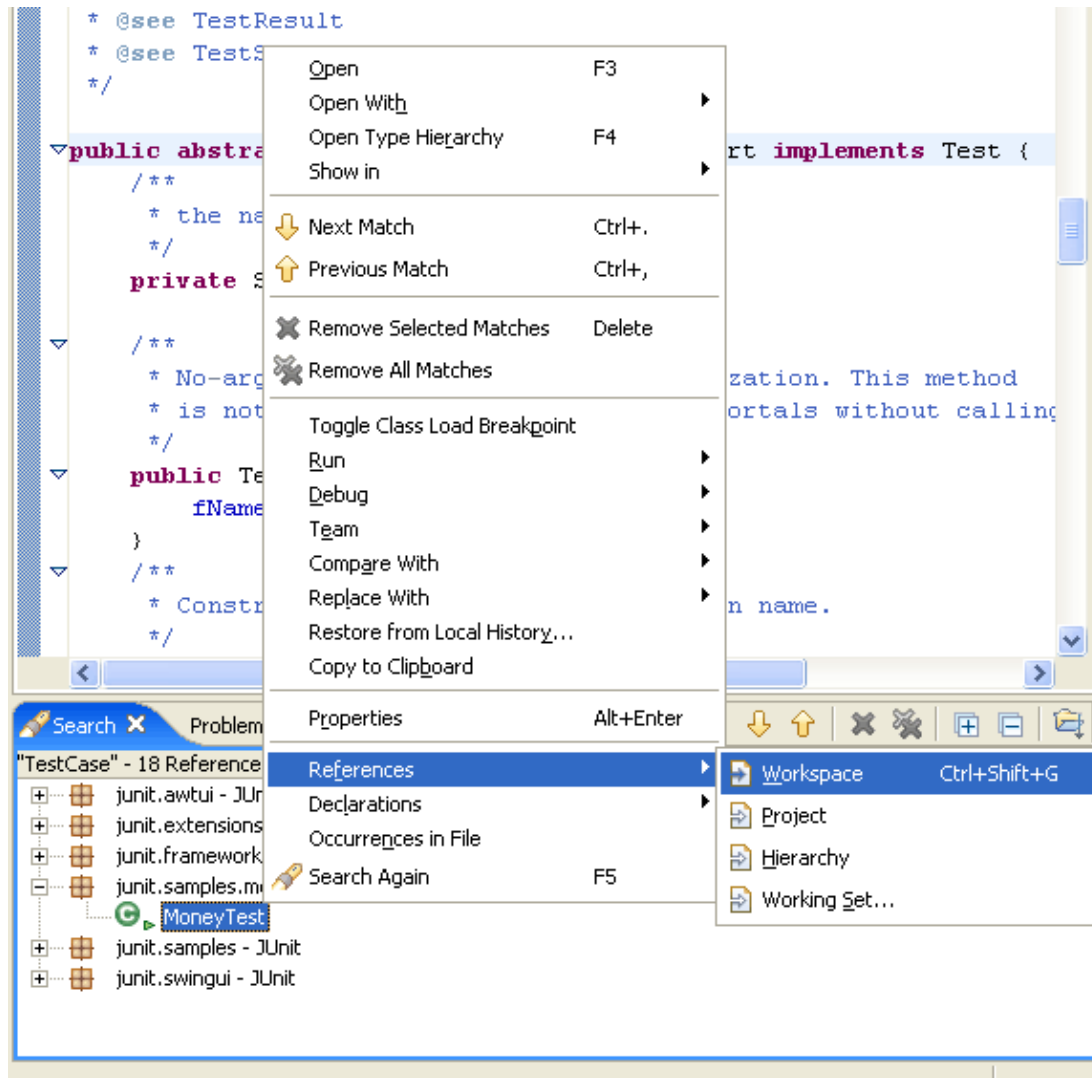 * @see TestResult
* @see TestS
*/
public abstra
rt implements Test {
/**
* the na
*/
private S
/**
* No-arg
zation. This method
* is not
ortals without calling
*/
public Te
fName
}
/**
* Constr
n name.
*/
Open F3
Open With
Open Type Hierarchy F4
Show in
Next Match Ctrl+.
Previous Match Ctrl+,
Remove Selected Matches Delete
Remove All Matches
Toggle Class Load Breakpoint
Run
Debug
Team
Compare With
Replace With
Restore from Local History...
Copy to Clipboard
Properties Alt+Enter
References
Declarations
Occurrences in File
Search Again F5
Workspace Ctrl+Shift+G
Project
Hierarchy
Working Set...
Search Problem
"TestCase" - 18 Reference
junit.awtui - JUn
junit.extensions
junit.framework
junit.samples.mo
MoneyTest
junit.samples - JUnit
junit.swingui - JUnit